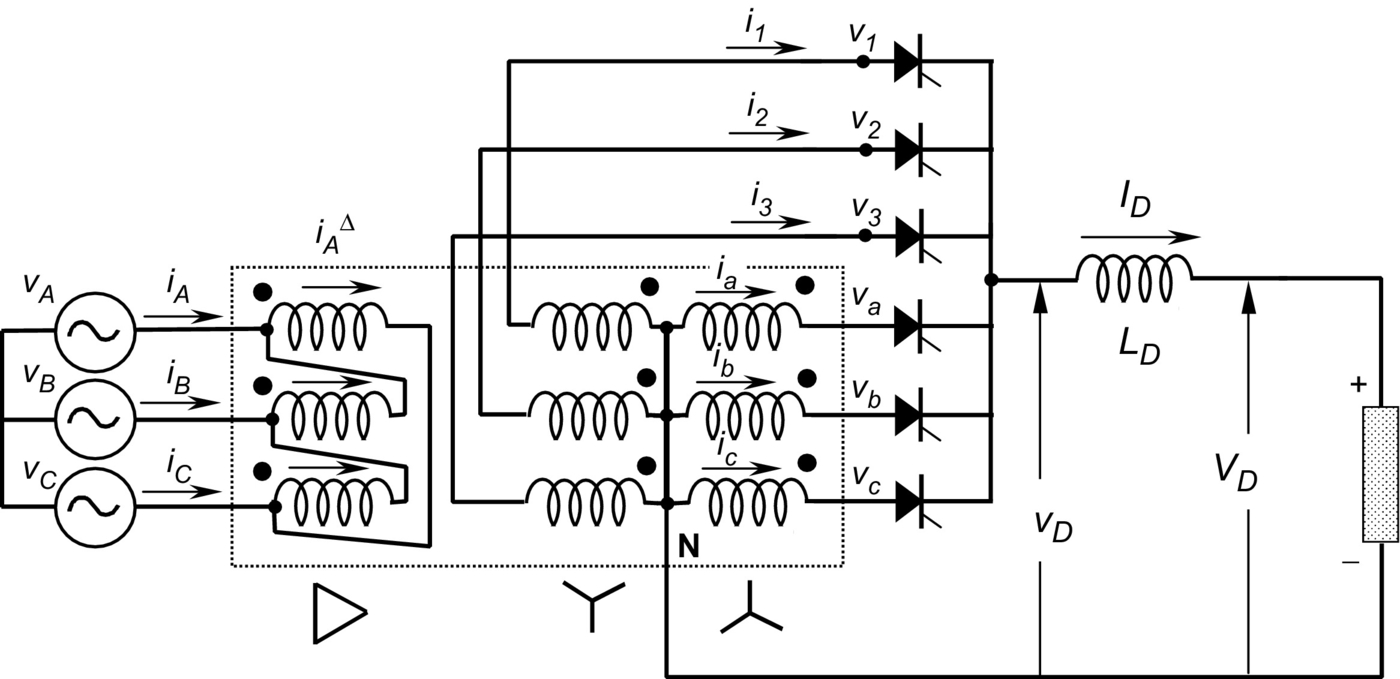 i1
v1
i2
v2
i3
v3
iAΔ
ID
vA
iA
ia
va
LD
vB
iB
ib
vb
+
vC
iC
ic
vc
vD
VD
N
–